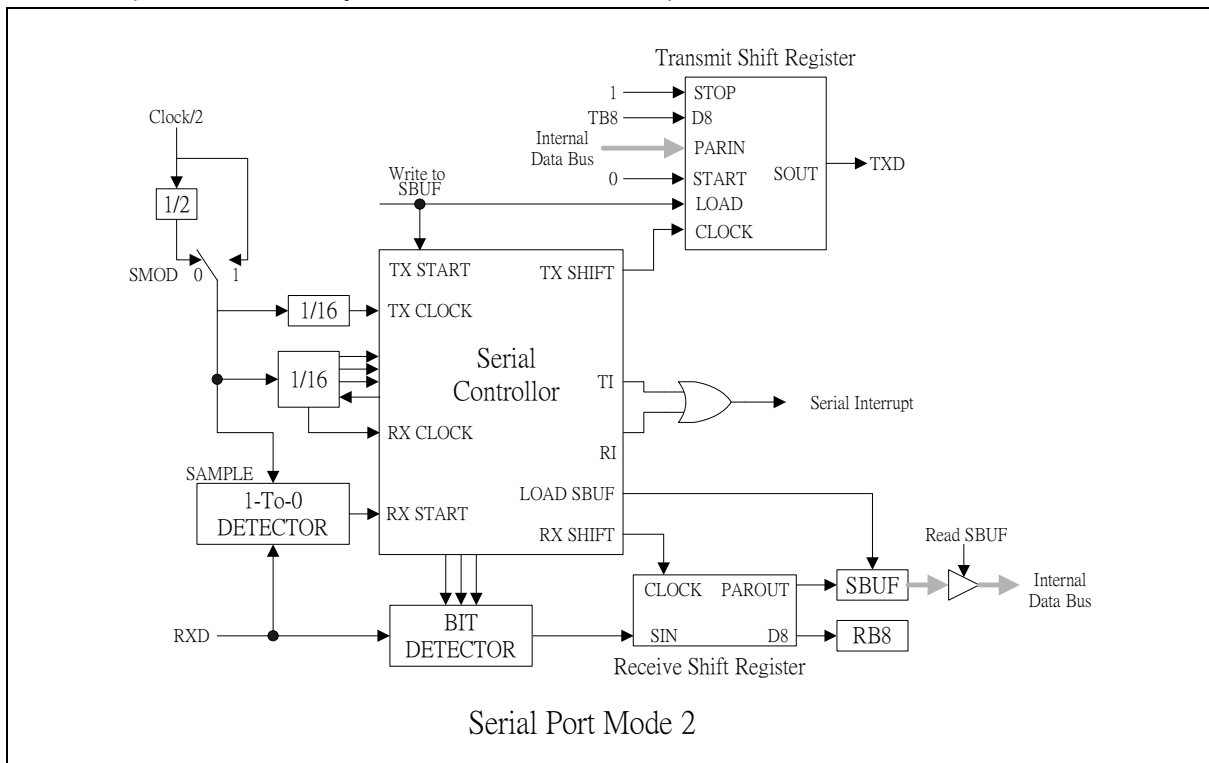 Transmit Shift Register
1
STOP
TB8
D8
Internal
Data Bus
PARIN
0
START
SOUT
TXD
LOAD
CLOCK
Clock/2
1/2
SMOD
0
1
Write to
SBUF
TX START
TX SHIFT
1/16
TX CLOCK
Serial
Controllor
1/16
TI
Serial Interrupt
RX CLOCK
RI
SAMPLE
1-To-0
DETECTOR
RX START
LOAD SBUF
RX SHIFT
Read SBUF
CLOCK
PAROUT
SBUF
Internal
Data Bus
RXD
BIT
DETECTOR
SIN
D8
RB8
Receive Shift Register
Serial Port Mode 2